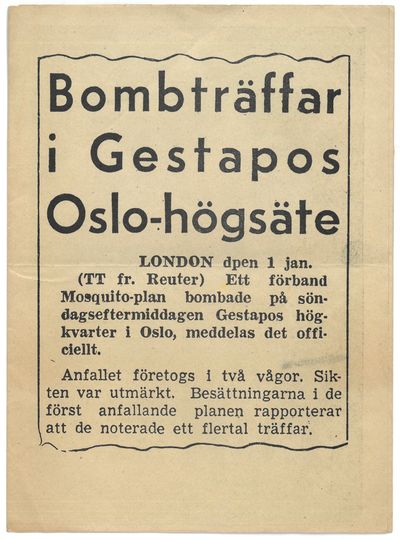 Bombträffar
i Gestapos
Oslo-högsäte
LONDON dpen 1 jan.
(TT fr. Reuter) Ett förband
Mosquito-plan bombade på sön-
dagseftermiddagen Gestapos hög-
kvarter i Oslo, meddelas det offi-
ciellt.
Anfallet företogs i två vågor. Sik-
ten var utmärkt. Besättningarna i de
först anfallande planen rapporterar
att de noterade ett flertal träffar.